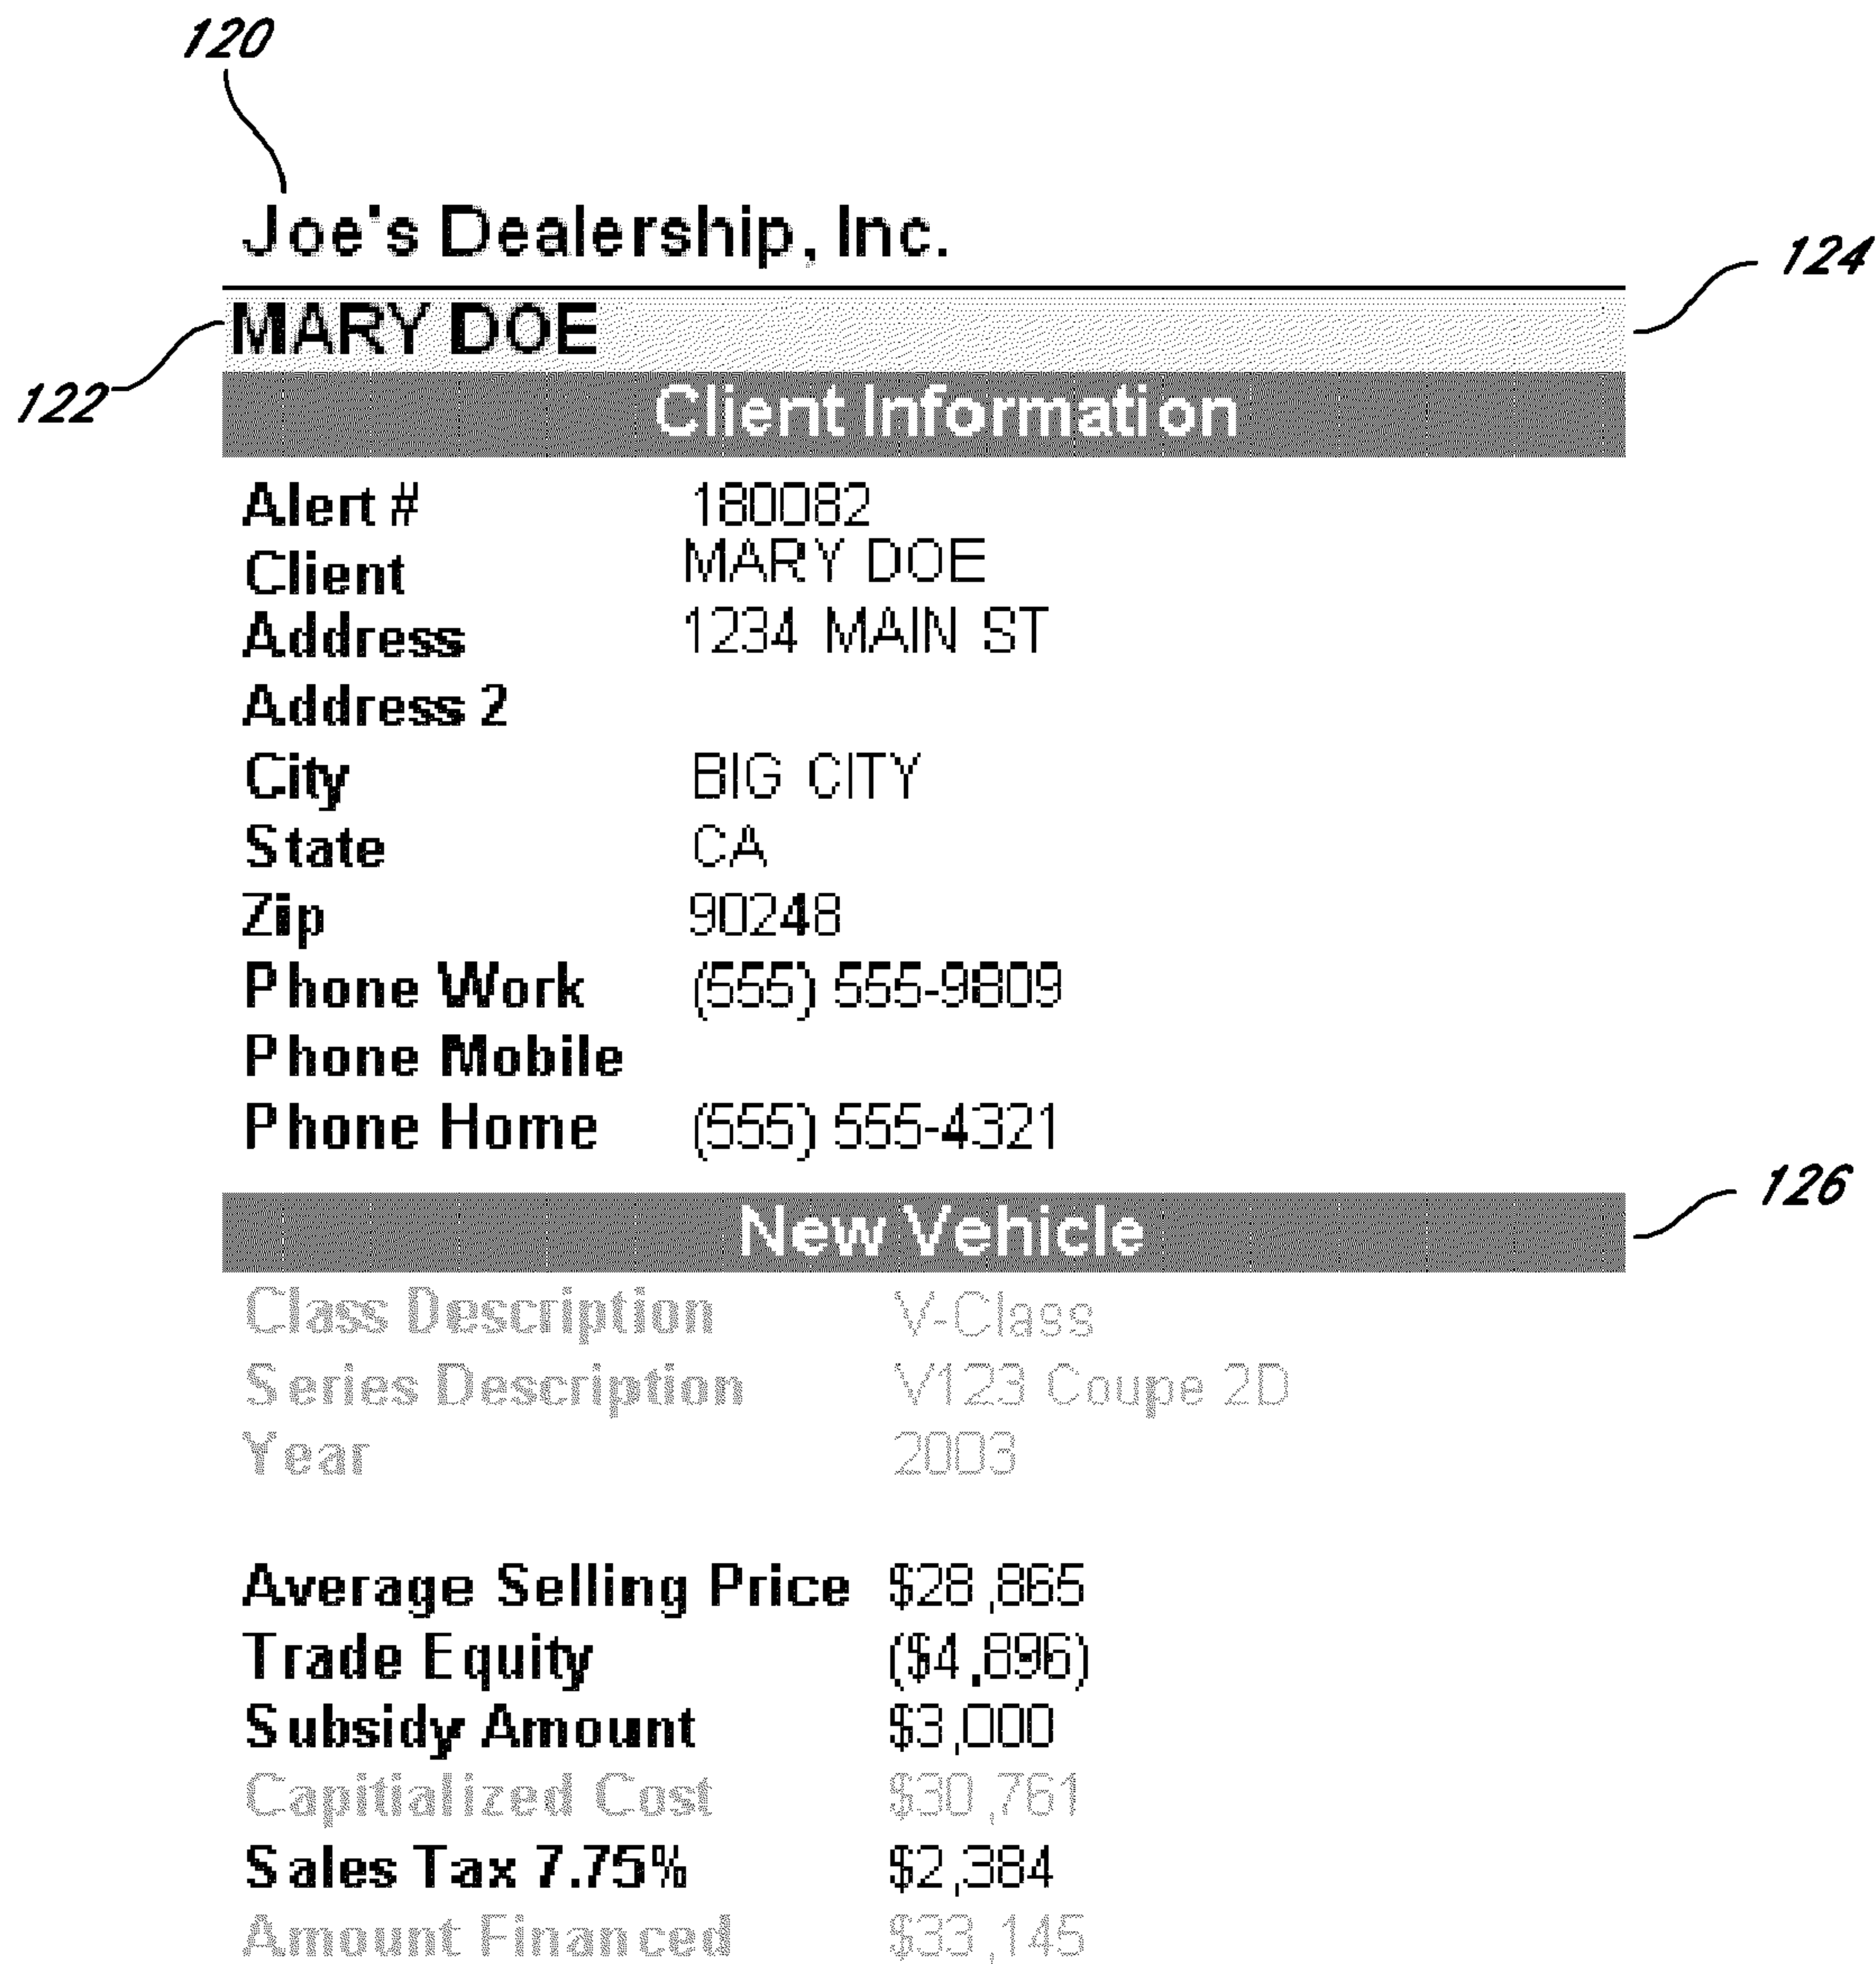 120
Joe's Dealership, Inc.
124
MARY DOE
122
Client Information
Alert # 180082
Client MARY DOE
Address 1234 MAIN ST
Address 2
City BIG CITY
State CA
Zip 90248
Phone Work (555) 555-9809
Phone Mobile
Phone Home (555) 555-4321
126
New Vehicle
Class Description V-Class
Series Description V123 Coupe 2D
Year 2003
Average Selling Price $28,865
Trade Equity ($4,896)
Subsidy Amount $3,000
Capitialized Cost $30,761
Sales Tax 7.75% $2,384
Amount Financed $33,145